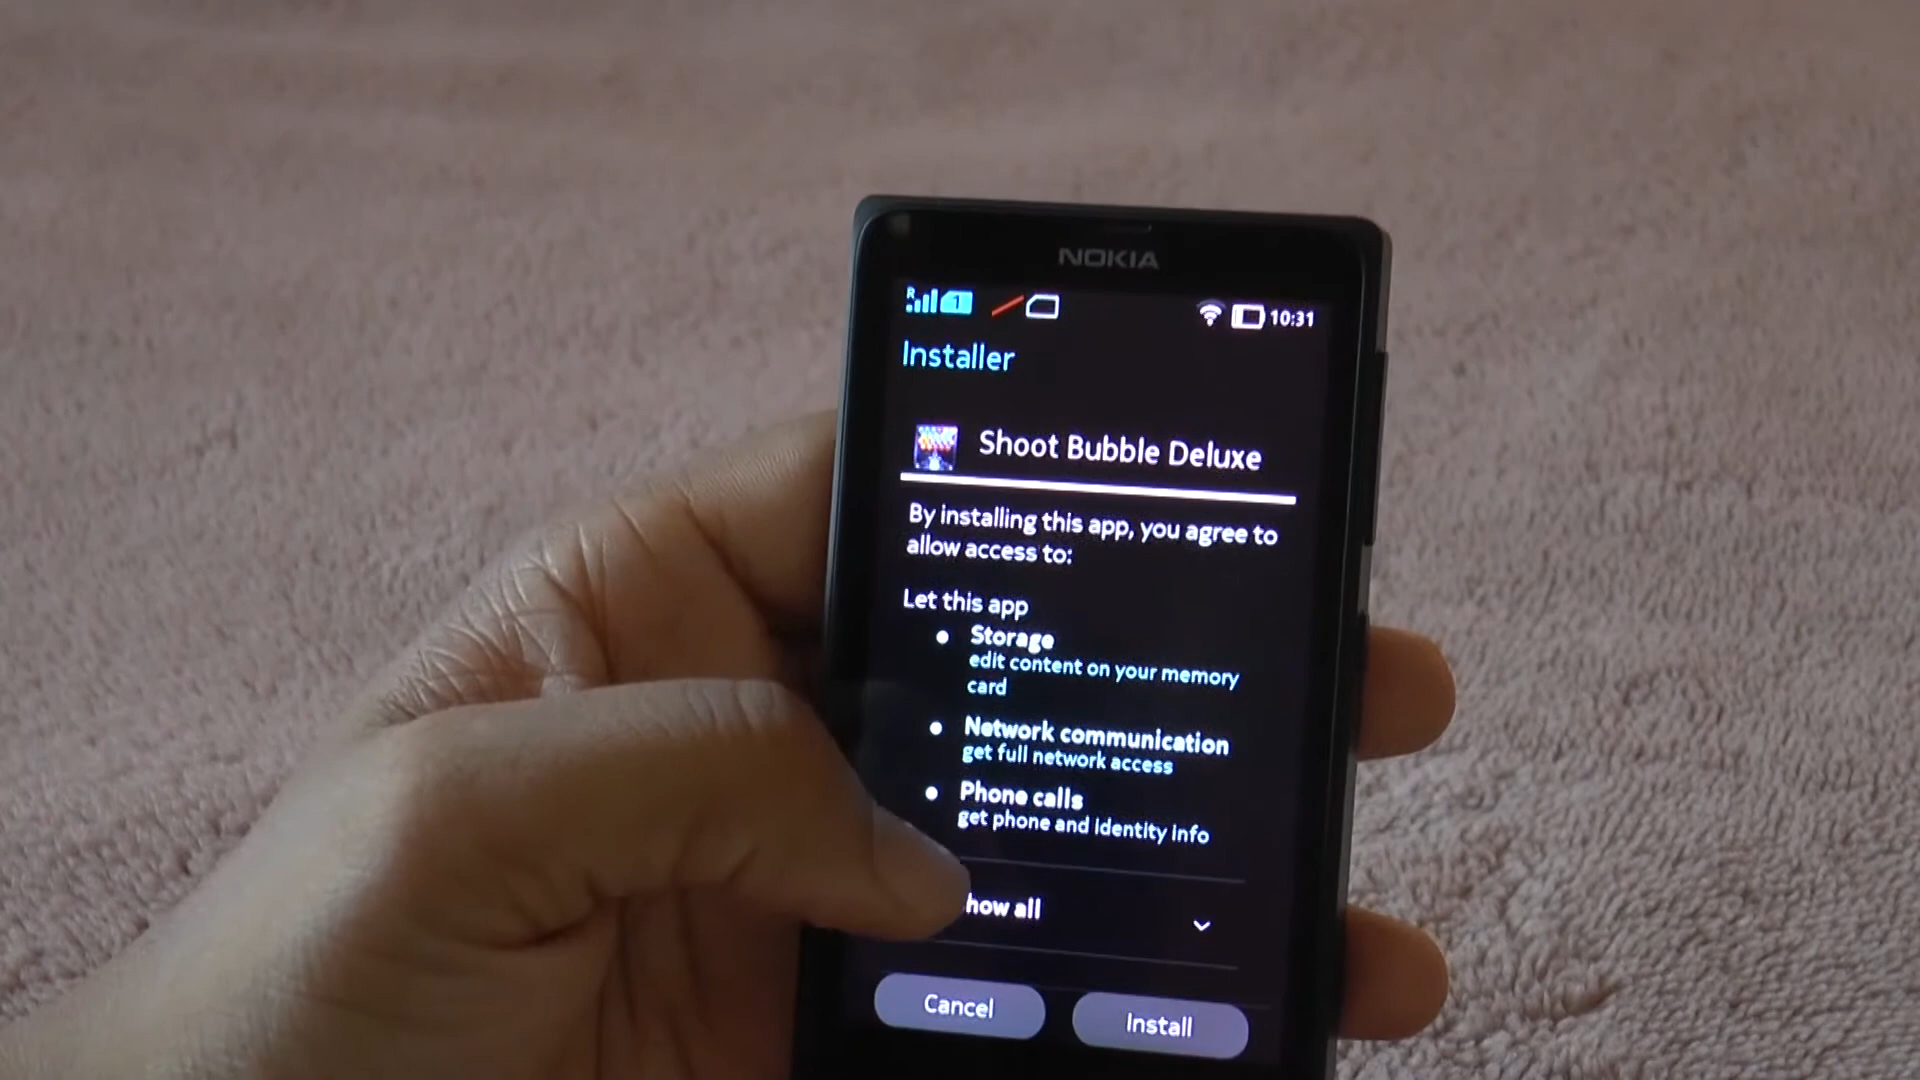 NOKIA
R 1 10:31
Installer
Shoot Bubble Deluxe
By installing this app, you agree to
allow access to:
Let this app
Storage
edit content on your memory
card
Network communication
get full network access
Phone calls
get phone and identity info
how all
Cancel Install